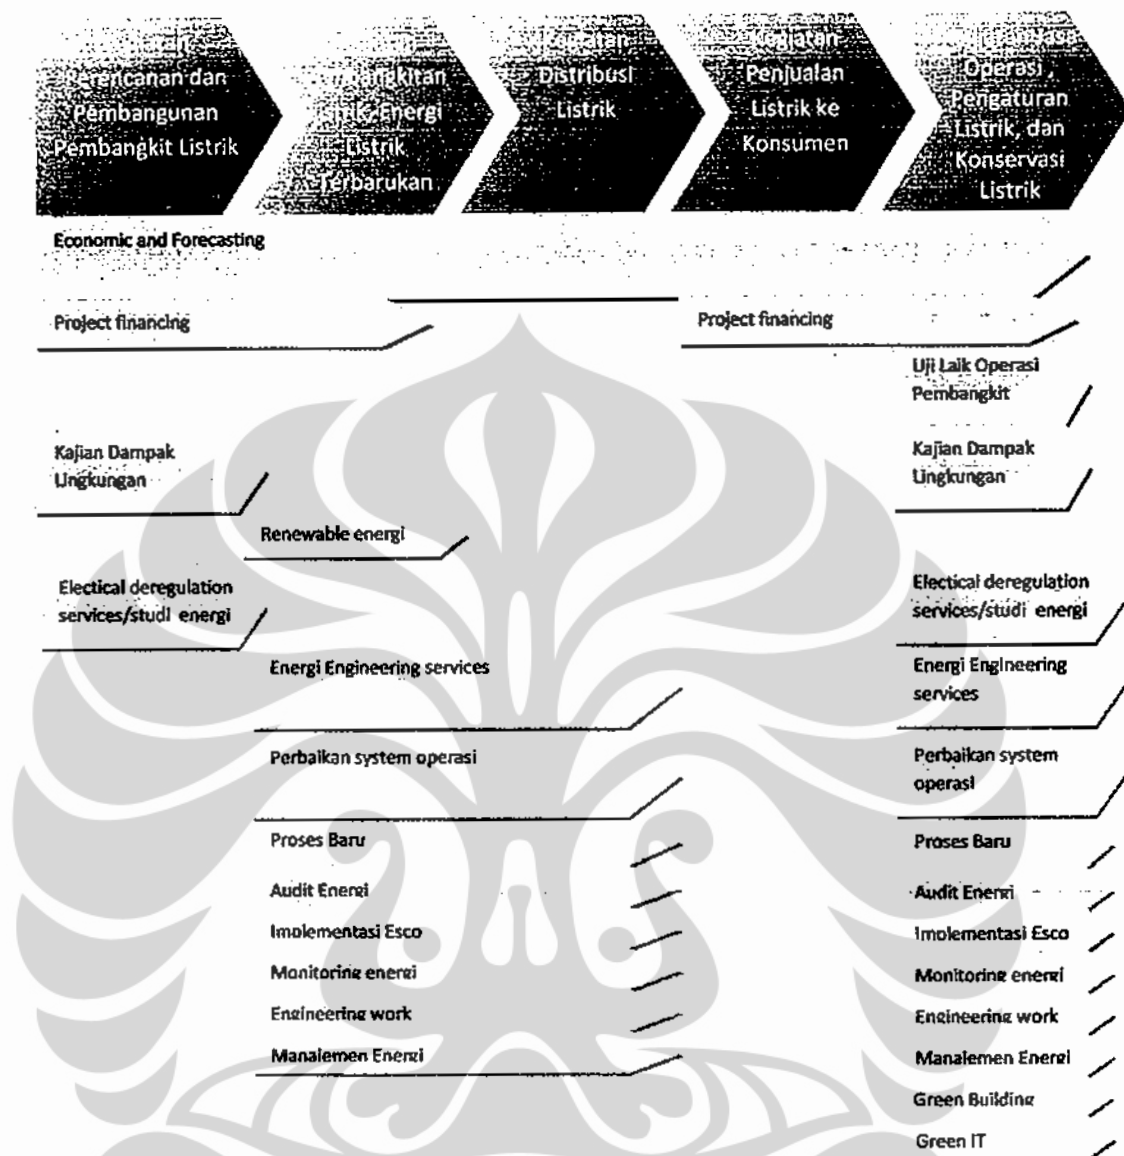 Perencanan dan
Pembangunan
Pembangkit Listrik
Listrik
Terbarukan
Kegiatan
Distribusi
Listrik
Kegiatan
Penjualan
Listrik ke
Konsumen
Operasi ,
Pengaturan
Listrik, dan
Konservasi
Listrik
Economic and Forecasting
Project financing
Project financing
Uji Laik Operasi
Pembangkit
Kajian Dampak
Lingkungan
Kajian Dampak
Lingkungan
Renewable energi
Electical deregulation
services/studi energi
Electical deregulation
services/studi energi
Energi Engineering services
Energi Engineering
services
Perbaikan system operasi
Perbaikan system
operasi
Proses Baru
Proses Baru
Audit Energi
Audit Energi
Implementasi Esco
Implementasi Esco
Monitoring energi
Monitoring energi
Engineering work
Engineering work
Manajemen Energi
Manajemen Energi
Green Building
Green IT